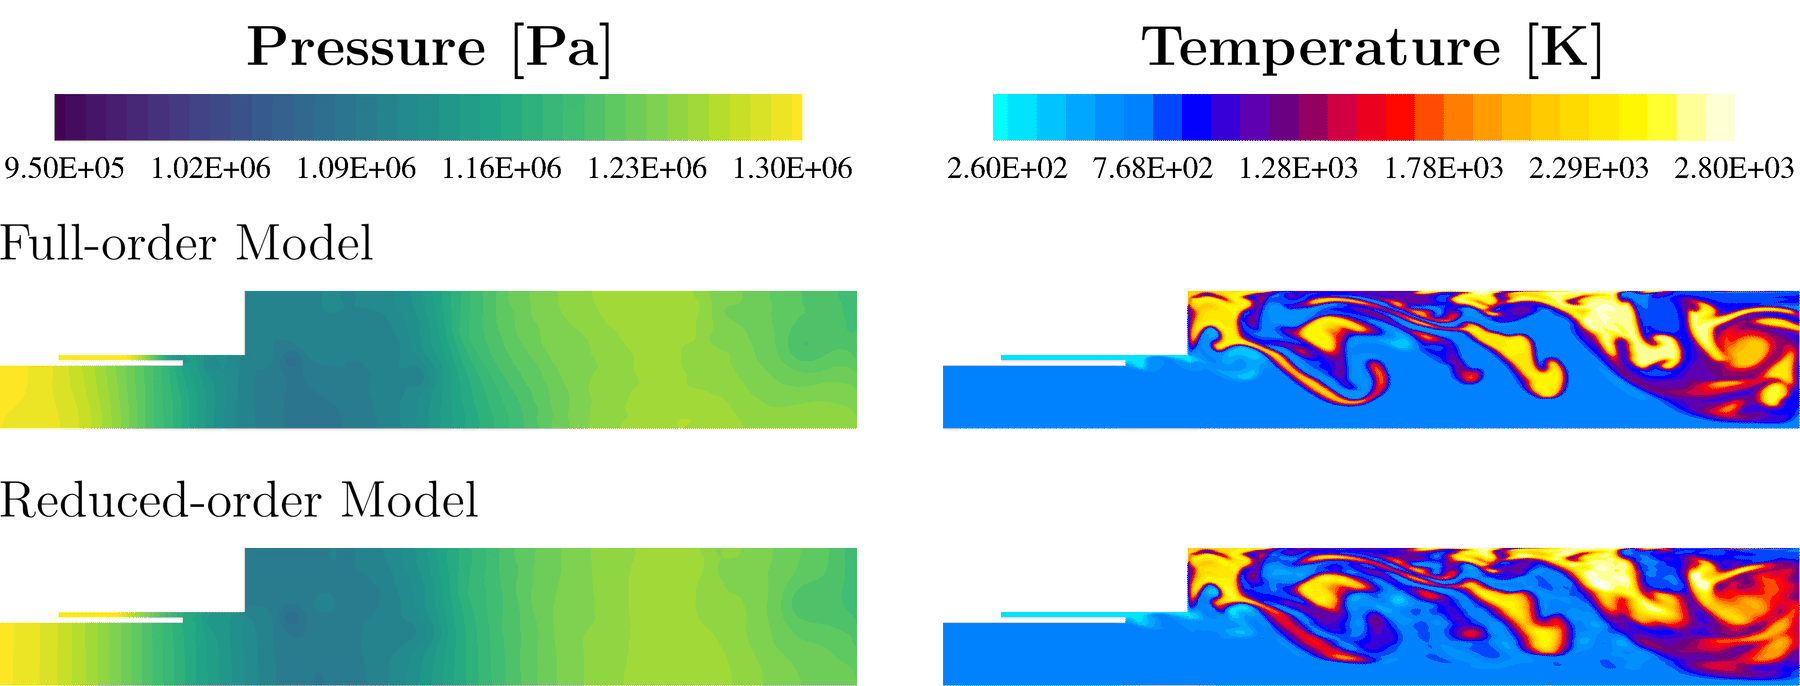 Pressure [Pa]
Temperature [K]
9.50E+05 1.02E+06 1.09E+06 1.16E+06 1.23E+06 1.30E+06
2.60E+02 7.68E+02 1.28E+03 1.78E+03 2.29E+03 2.80E+03
Full-order Model
Reduced-order Model